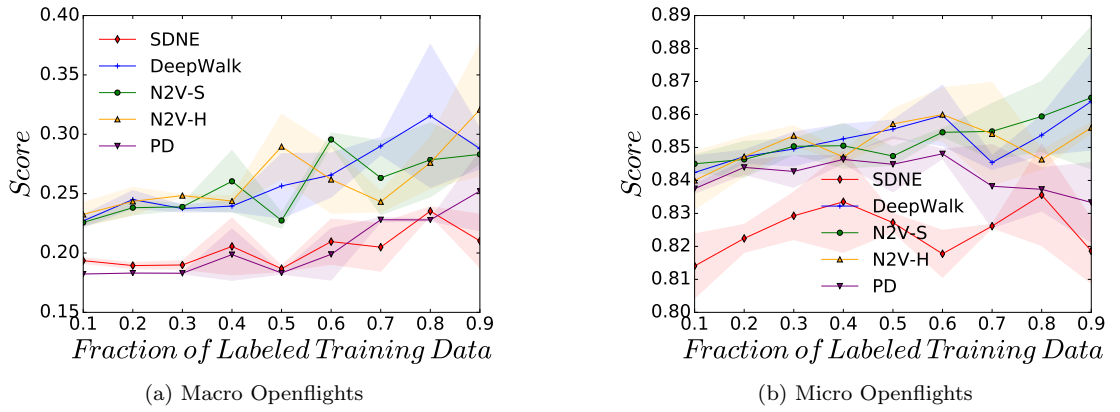 0.40
0.35
0.30
0.25
0.20
0.15
Score
SDNE
DeepWalk
N2V-S
N2V-H
PD
0.1 0.2 0.3 0.4 0.5 0.6 0.7 0.8 0.9
Fraction of Labeled Training Data
(a) Macro Openflights
0.89
0.88
0.87
0.86
0.85
0.84
0.83
0.82
0.81
0.80
Score
SDNE
DeepWalk
N2V-S
N2V-H
PD
0.1 0.2 0.3 0.4 0.5 0.6 0.7 0.8 0.9
Fraction of Labeled Training Data
(b) Micro Openflights